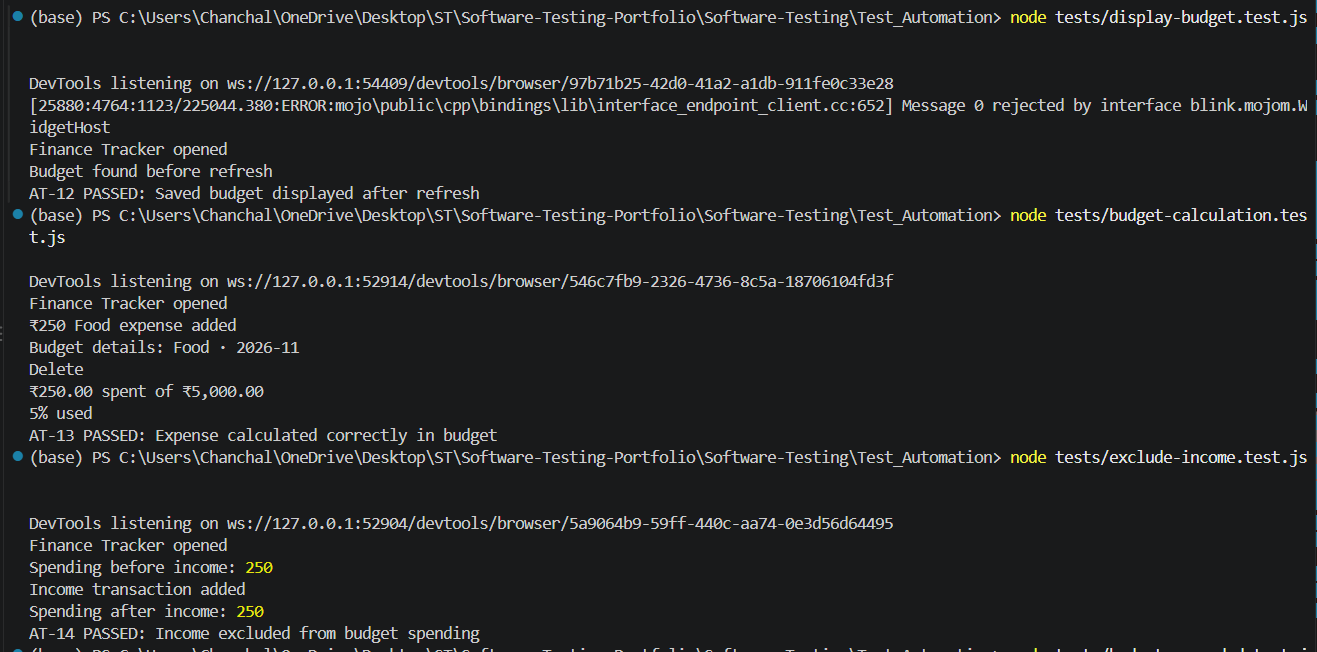 (base) PS C:\Users\Chanchal\OneDrive\Desktop\ST\Software-Testing-Portfolio\Software-Testing\Test_Automation> node tests/display-budget.test.js
DevTools listening on ws://127.0.0.1:54409/devtools/browser/97b71b25-42d0-41a2-a1db-911fe0c33e28
[25880:4764:1123/225044.380:ERROR:mojo\public\cpp\bindings\lib\interface_endpoint_client.cc:652] Message 0 rejected by interface blink.mojom.W
idgetHost
Finance Tracker opened
Budget found before refresh
AT-12 PASSED: Saved budget displayed after refresh
(base) PS C:\Users\Chanchal\OneDrive\Desktop\ST\Software-Testing-Portfolio\Software-Testing\Test_Automation> node tests/budget-calculation.tes
t.js
DevTools listening on ws://127.0.0.1:52914/devtools/browser/546c7fb9-2326-4736-8c5a-18706104fd3f
Finance Tracker opened
₹250 Food expense added
Budget details: Food · 2026-11
Delete
₹250.00 spent of ₹5,000.00
5% used
AT-13 PASSED: Expense calculated correctly in budget
(base) PS C:\Users\Chanchal\OneDrive\Desktop\ST\Software-Testing-Portfolio\Software-Testing\Test_Automation> node tests/exclude-income.test.js
DevTools listening on ws://127.0.0.1:52904/devtools/browser/5a9064b9-59ff-440c-aa74-0e3d56d64495
Finance Tracker opened
Spending before income: 250
Income transaction added
Spending after income: 250
AT-14 PASSED: Income excluded from budget spending